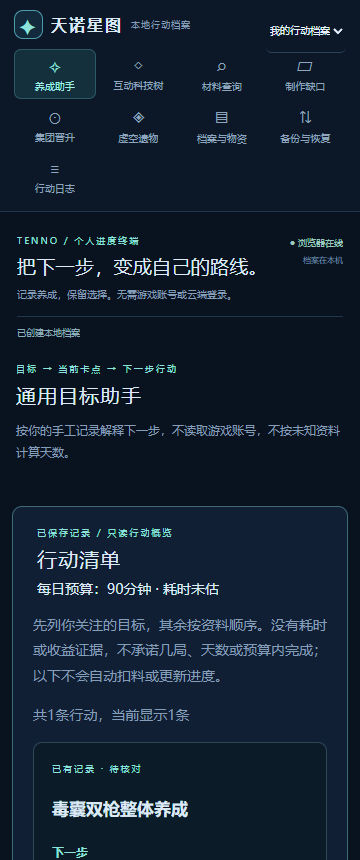 天诺星图 本地行动档案
我的行动档案
养成助手 互动科技树 材料查询 制作缺口
集团晋升 虚空遗物 档案与物资 备份与恢复
行动日志
TENNO / 个人进度终端
浏览器在线
档案在本机
把下一步，变成自己的路线。
记录养成，保留选择。无需游戏账号或云端登录。
已创建本地档案
目标 → 当前卡点 → 下一步行动
通用目标助手
按你的手工记录解释下一步，不读取游戏账号，不按未知资料
计算天数。
已保存记录 / 只读行动概览
行动清单
每日预算：90分钟 · 耗时未估
先列你关注的目标，其余按资料顺序。没有耗时
或收益证据，不承诺几局、天数或预算内完成；
以下不会自动扣料或更新进度。
共1条行动，当前显示1条
已有记录 · 待核对
毒囊双枪整体养成
下一步